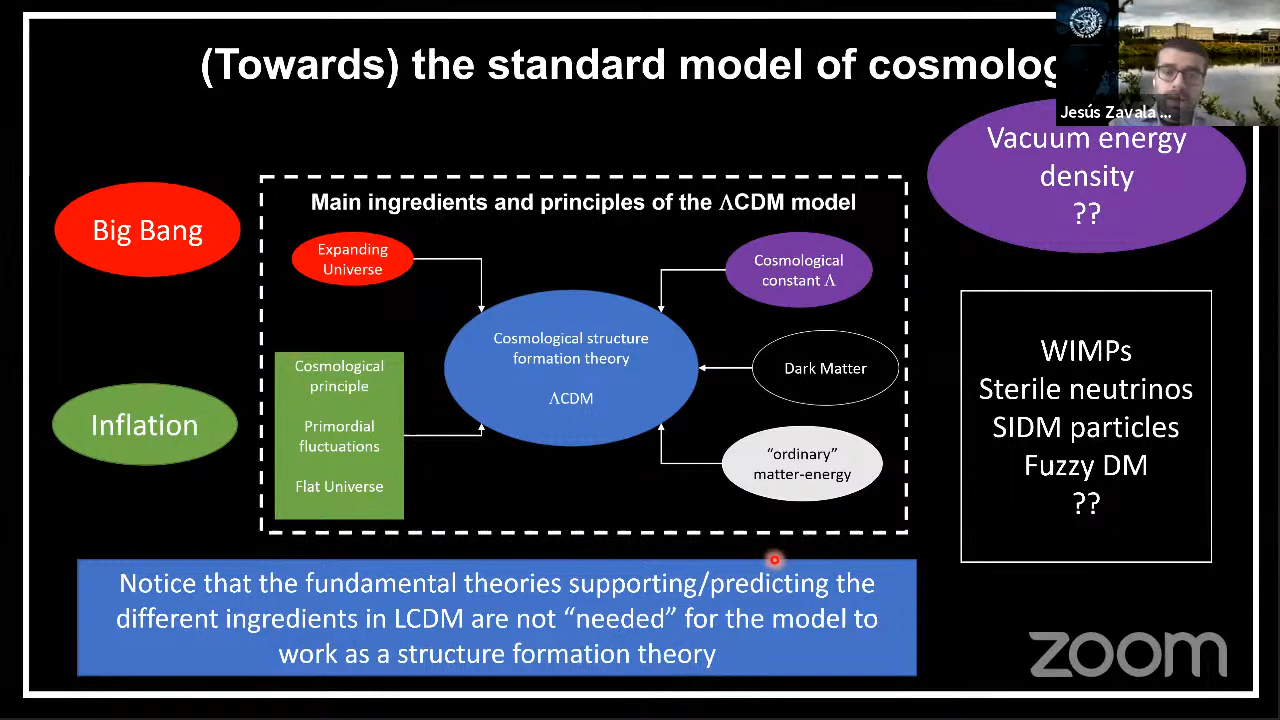 (Towards) the standard model of cosmolog
Jesús Zavala ...
Vacuum energy
density
??
Big Bang
Main ingredients and principles of the ΛCDM model
Expanding
Universe
Cosmological
constant Λ
Cosmological structure
formation theory
ΛCDM
Cosmological
principle
Primordial
fluctuations
Flat Universe
Dark Matter
“ordinary”
matter-energy
Inflation
WIMPs
Sterile neutrinos
SIDM particles
Fuzzy DM
??
Notice that the fundamental theories supporting/predicting the
different ingredients in LCDM are not “needed” for the model to
work as a structure formation theory
zoom